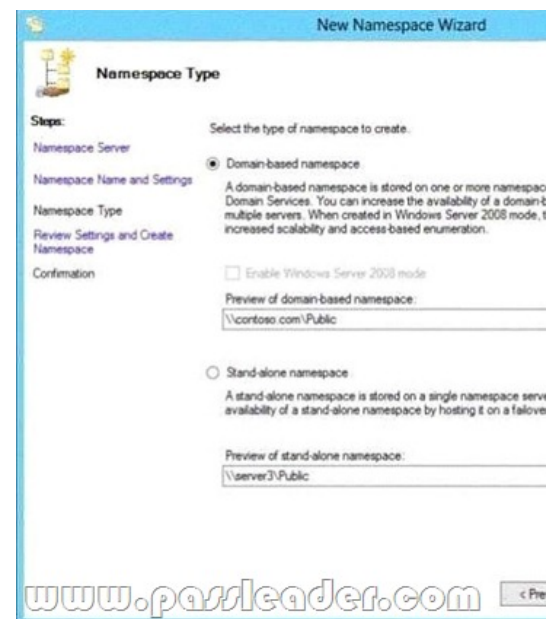 New Namespace Wizard
Namespace Type
Steps:
Namespace Server
Namespace Name and Settings
Namespace Type
Review Settings and Create
Namespace
Confirmation
Select the type of namespace to create.
Domain-based namespace
A domain-based namespace is stored on one or more namespac
Domain Services. You can increase the availability of a domain-b
multiple servers. When created in Windows Server 2008 mode, t
increased scalability and access-based enumeration.
Enable Windows Server 2008 mode
Preview of domain-based namespace:
\\contoso.com\Public
Stand-alone namespace
A stand-alone namespace is stored on a single namespace serve
availability of a stand-alone namespace by hosting it on a failover
Preview of stand-alone namespace:
\\server3\Public
< Pre
www.passleader.com